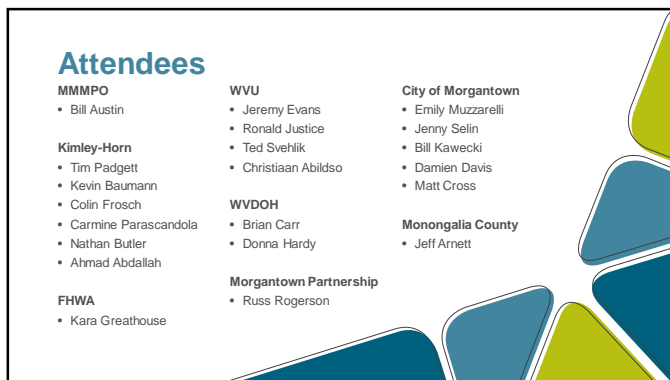 Attendees
MMMPO
• Bill Austin
Kimley-Horn
• Tim Padgett
• Kevin Baumann
• Colin Frosch
• Carmine Parascandola
• Nathan Butler
• Ahmad Abdallah
FHWA
• Kara Greathouse
WVU
• Jeremy Evans
• Ronald Justice
• Ted Svehlik
• Christiaan Abildso
WVDOH
• Brian Carr
• Donna Hardy
Morgantown Partnership
• Russ Rogerson
City of Morgantown
• Emily Muzzarelli
• Jenny Selin
• Bill Kawecki
• Damien Davis
• Matt Cross
Monongalia County
• Jeff Arnett